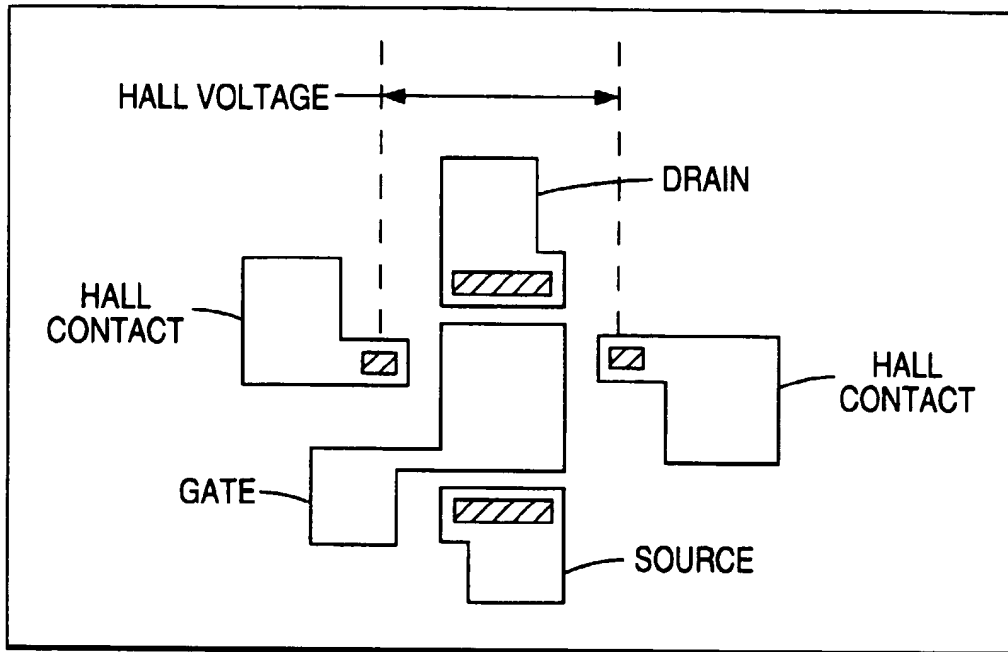 HALL VOLTAGE
DRAIN
HALL
CONTACT
HALL
CONTACT
GATE
SOURCE